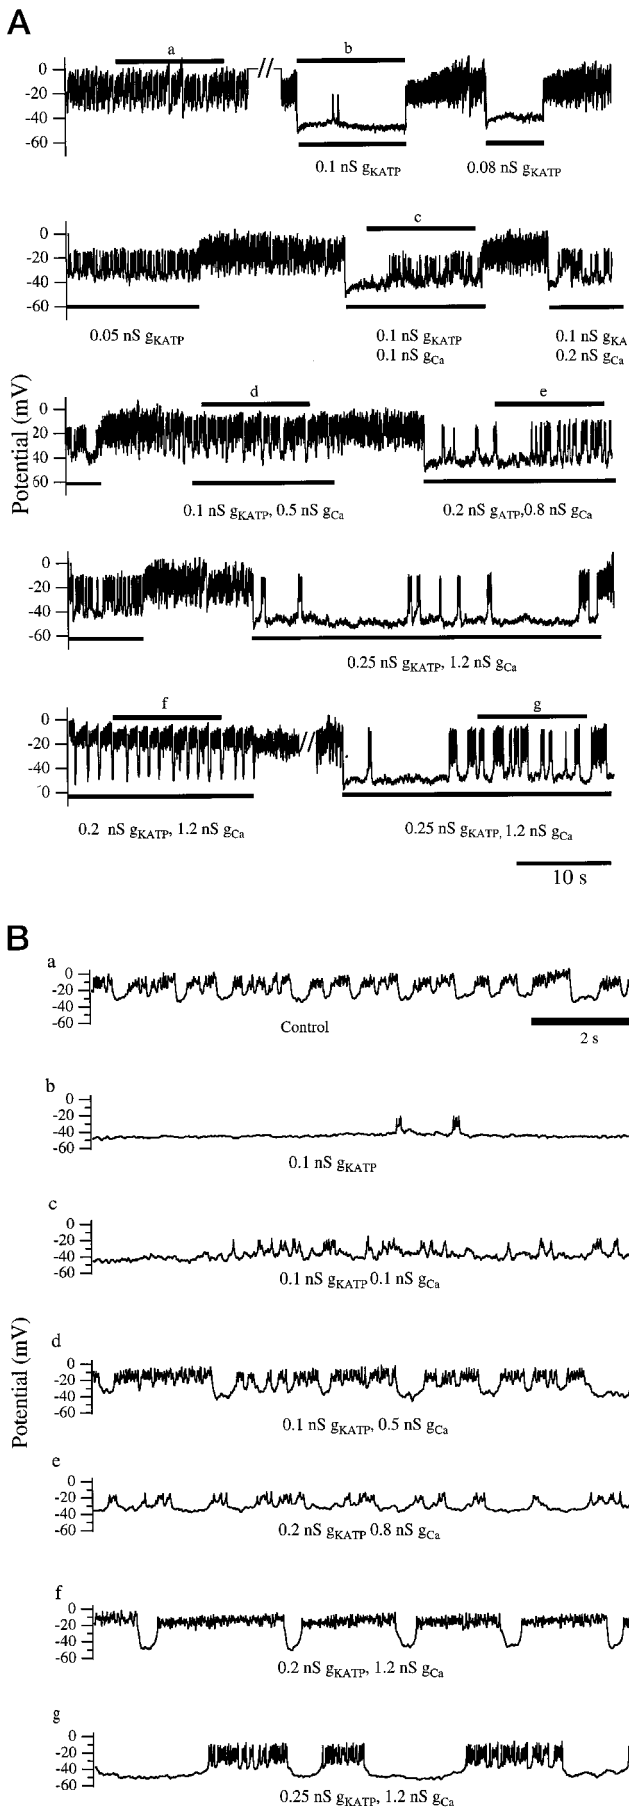 A
a
b
0
-20
-40
-60
0.1 nS gKATP
0.08 nS gKATP
c
0
-20
-40
-60
0.05 nS gKATP
0.1 nS gKATP
0.1 nS gCa
0.1 nS gKA
0.2 nS gCa
Potential (mV)
d
e
0
20
40
60
0.1 nS gKATP, 0.5 nS gCa
0.2 nS gATP,0.8 nS gCa
0
-20
-40
-60
0.25 nS gKATP, 1.2 nS gCa
f
g
0
-20
-40
0
0.2 nS gKATP, 1.2 nS gCa
0.25 nS gKATP, 1.2 nS gCa
10 s
B
a
0
-20
-40
-60
Control
2 s
b
0
-20
-40
-60
0.1 nS gKATP
c
0
-20
-40
-60
0.1 nS gKATP 0.1 nS gCa
Potential (mV)
d
0
-20
-40
-60
0.1 nS gKATP, 0.5 nS gCa
e
0
-20
-40
-60
0.2 nS gKATP 0.8 nS gCa
f
0
-20
-40
-60
0.2 nS gKATP, 1.2 nS gCa
g
0
-20
-40
-60
0.25 nS gKATP, 1.2 nS gCa